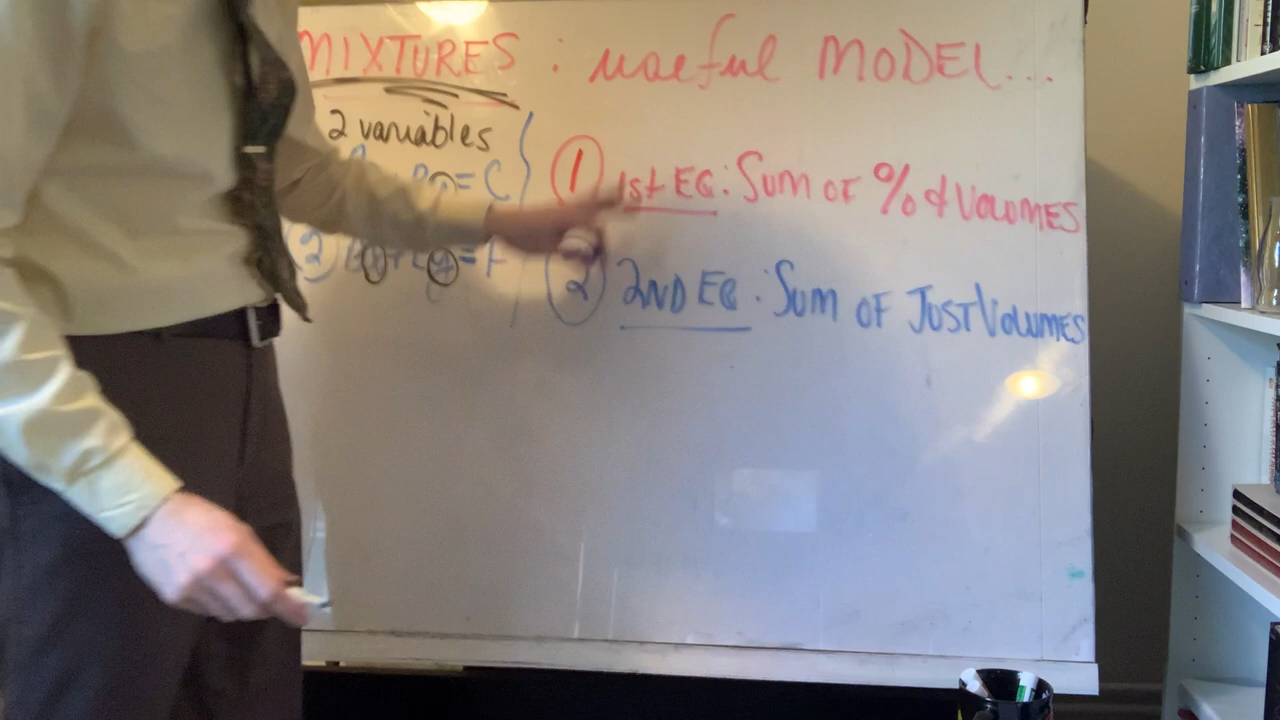 MIXTURES : useful MODEL...
2 variables
= C
① 1st EQ: SUM OF % & VOLUMES
② = F
② 2ND EQ: SUM OF JUST VOLUMES